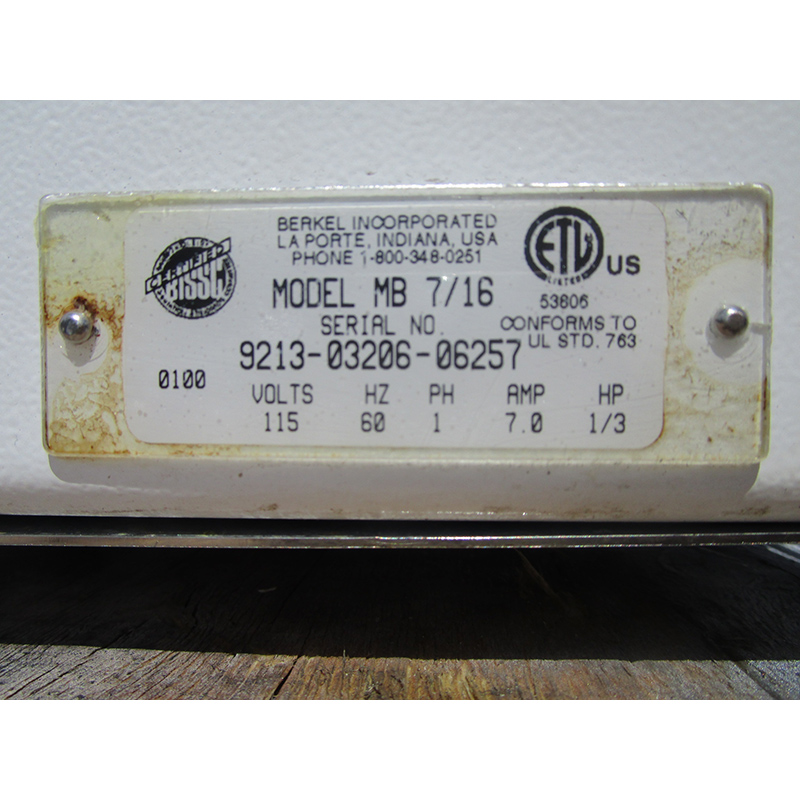 BERKEL INCORPORATED
LA PORTE, INDIANA, USA
PHONE 1-800-348-0251
CERTIFIED
BISSC
ETL
LISTED
US
MODEL MB 7/16
53606
SERIAL NO.
CONFORMS TO
UL STD. 763
9213-03206-06257
0100
VOLTS HZ PH AMP HP
115 60 1 7.0 1/3